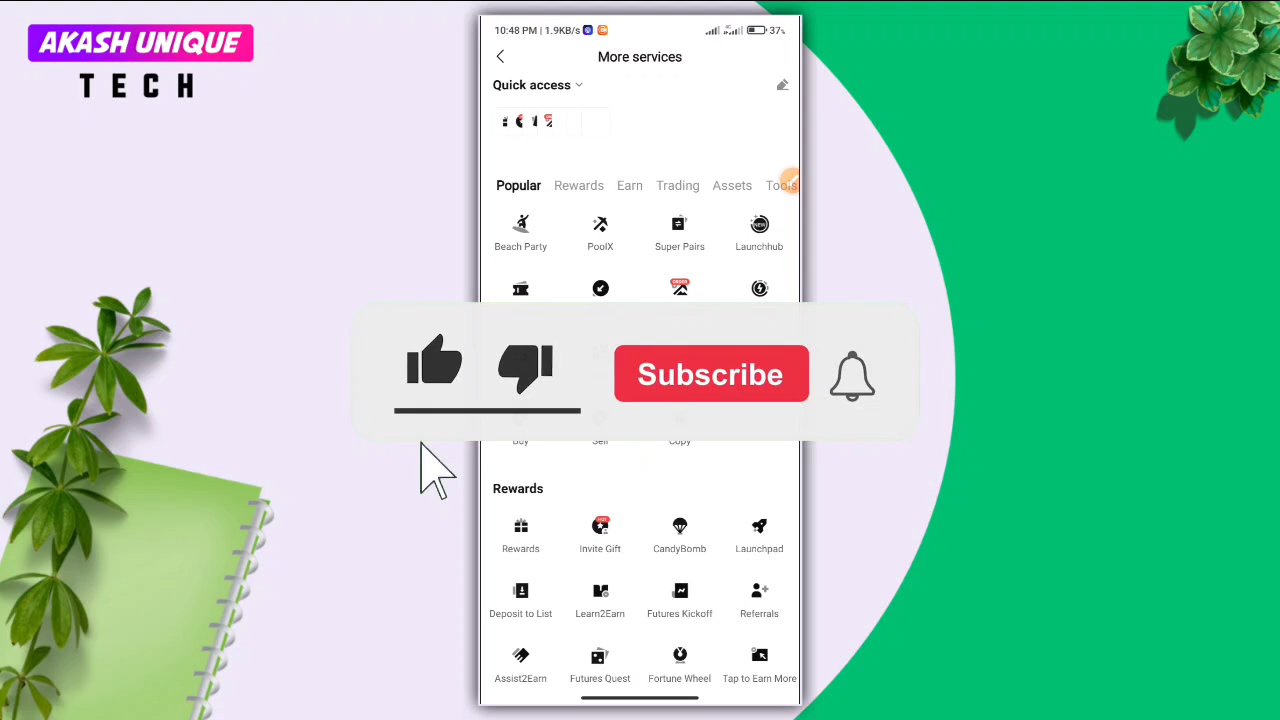 AKASH UNIQUE
TECH
10:48 PM | 1.9KB/s
37%
More services
Quick access
Popular Rewards Earn Trading Assets Tools
Beach Party PoolX Super Pairs Launchhub
Subscribe
Buy Sell Copy
Rewards
Rewards Invite Gift CandyBomb Launchpad
Deposit to List Learn2Earn Futures Kickoff Referrals
Assist2Earn Futures Quest Fortune Wheel Tap to Earn More